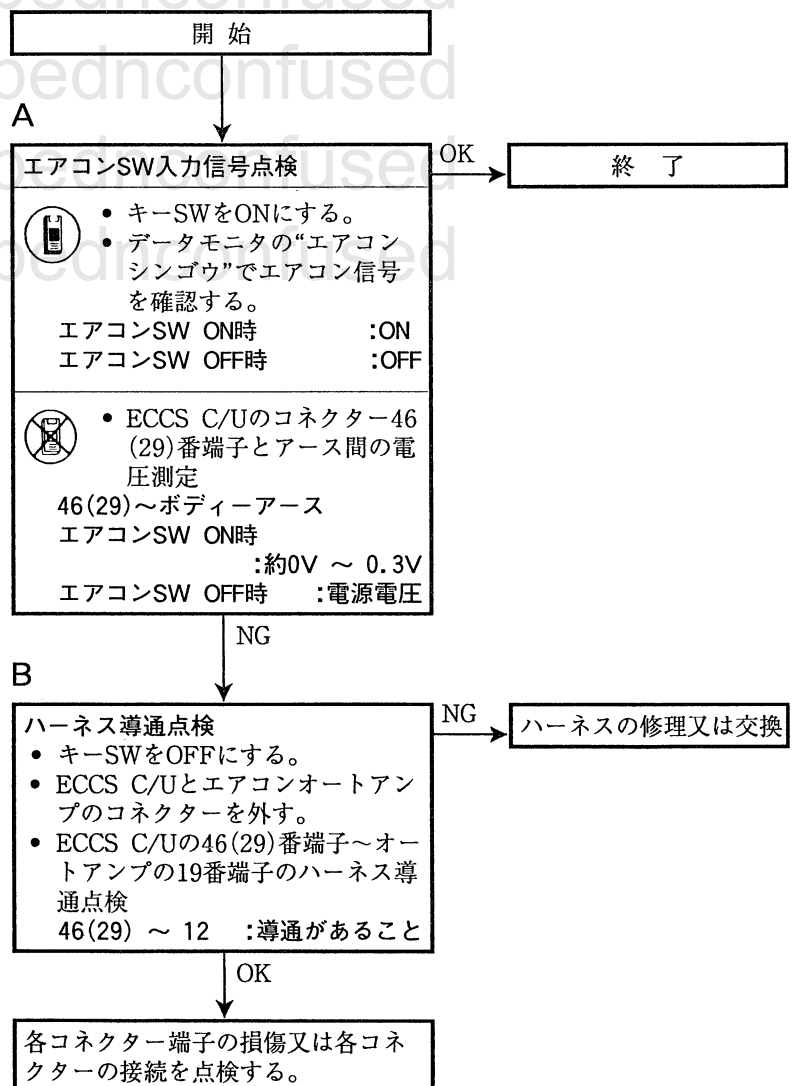 開 始
A
エアコンSW入力信号点検
OK
終 了
• キーSWをONにする。
• データモニタの“エアコン
シンゴウ”でエアコン信号
を確認する。
エアコンSW ON時 :ON
エアコンSW OFF時 :OFF
• ECCS C/Uのコネクター46
(29)番端子とアース間の電
圧測定
46(29)～ボディーアース
エアコンSW ON時
:約0V ～ 0.3V
エアコンSW OFF時 :電源電圧
NG
B
ハーネス導通点検
NG
ハーネスの修理又は交換
• キーSWをOFFにする。
• ECCS C/Uとエアコンオートアン
プのコネクターを外す。
• ECCS C/Uの46(29)番端子～オー
トアンプの19番端子のハーネス導
通点検
46(29) ～ 12 :導通があること
OK
各コネクター端子の損傷又は各コネ
クターの接続を点検する。
pednconfused
pednconfused
pednconfused